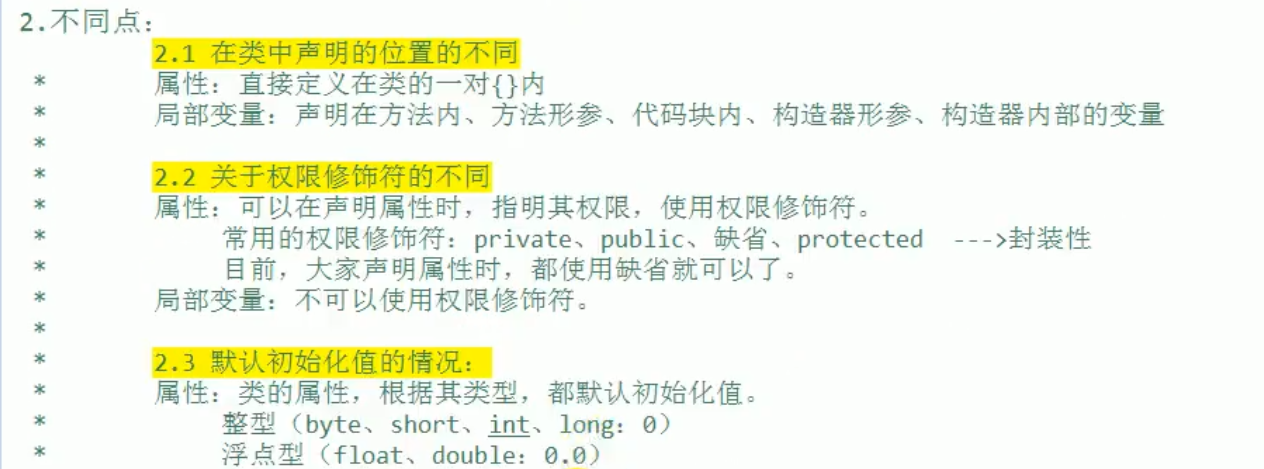 2.不同点：
2.1 在类中声明的位置的不同
* 属性：直接定义在类的一对{}内
* 局部变量：声明在方法内、方法形参、代码块内、构造器形参、构造器内部的变量
*
* 2.2 关于权限修饰符的不同
* 属性：可以在声明属性时，指明其权限，使用权限修饰符。
* 常用的权限修饰符：private、public、缺省、protected --->封装性
* 目前，大家声明属性时，都使用缺省就可以了。
* 局部变量：不可以使用权限修饰符。
*
* 2.3 默认初始化值的情况：
* 属性：类的属性，根据其类型，都默认初始化值。
* 整型（byte、short、int、long：0）
* 浮点型（float、double：0.0）